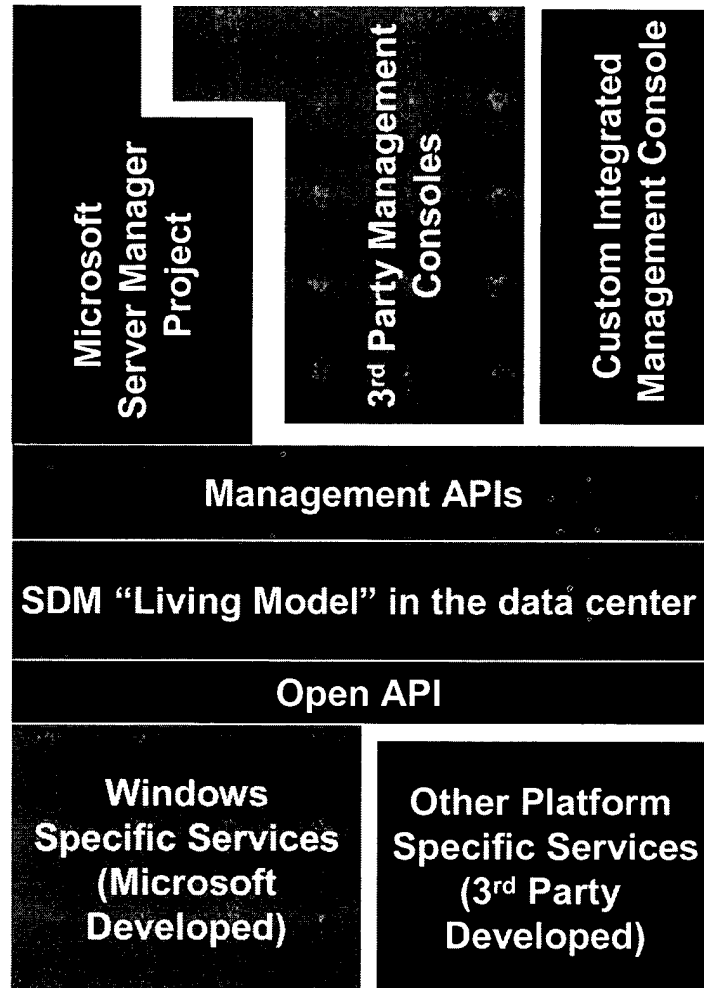 Microsoft
Server Manager
Project
3rd Party Management
Consoles
Custom Integrated
Management Console
Management APIs
SDM “Living Model” in the data center
Open API
Windows
Specific Services
(Microsoft
Developed)
Other Platform
Specific Services
(3rd Party
Developed)